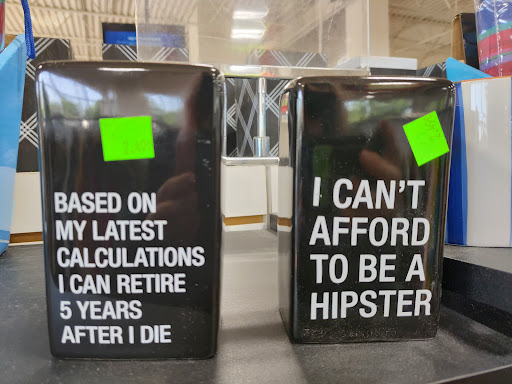 BASED ON
MY LATEST
CALCULATIONS
I CAN RETIRE
5 YEARS
AFTER I DIE
I CAN'T
AFFORD
TO BE A
HIPSTER